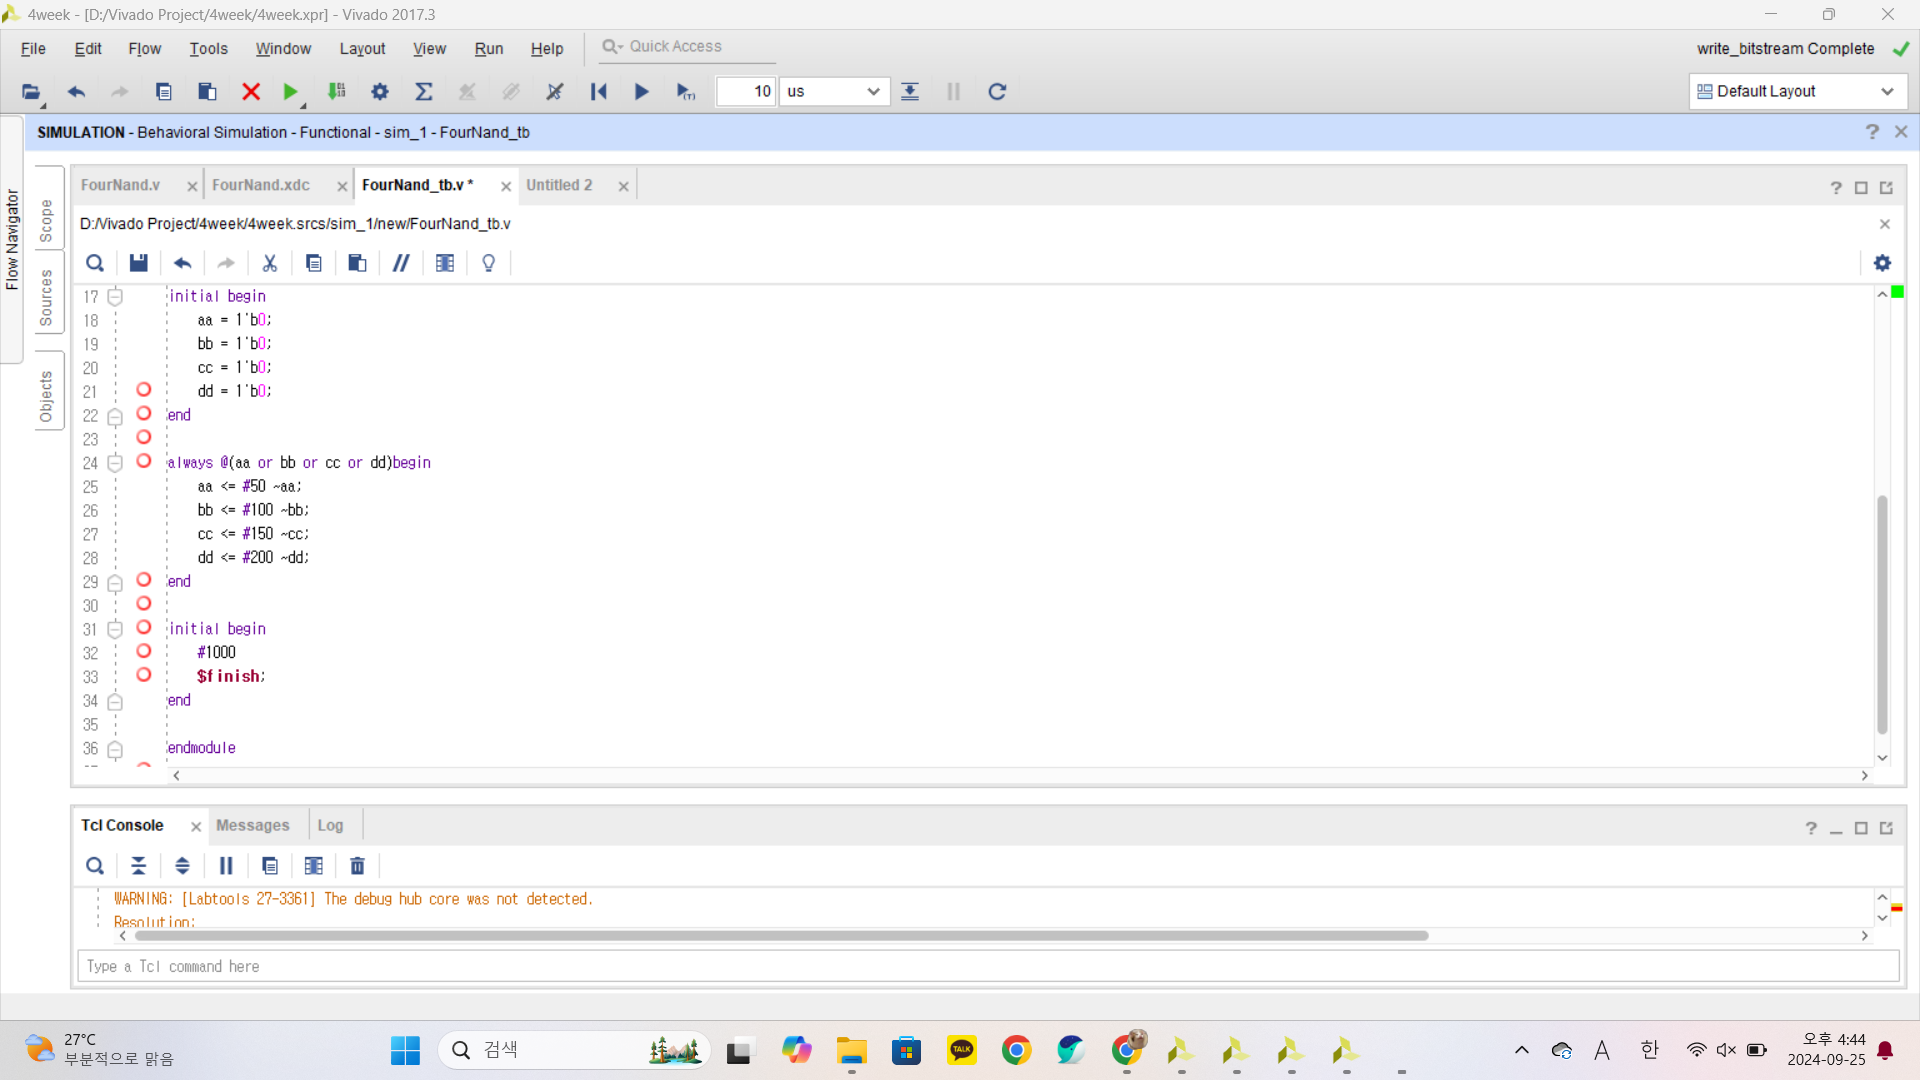 4week - [D:/Vivado Project/4week/4week.xpr] - Vivado 2017.3
File Edit Flow Tools Window Layout View Run Help Quick Access
write_bitstream Complete
10 us
Default Layout
SIMULATION - Behavioral Simulation - Functional - sim_1 - FourNand_tb
Flow Navigator
Scope
Sources
Objects
FourNand.v FourNand.xdc FourNand_tb.v * Untitled 2
D:/Vivado Project/4week/4week.srcs/sim_1/new/FourNand_tb.v
17 initial begin
18 aa = 1'b0;
19 bb = 1'b0;
20 cc = 1'b0;
21 dd = 1'b0;
22 end
23
24 always @(aa or bb or cc or dd)begin
25 aa <= #50 ~aa;
26 bb <= #100 ~bb;
27 cc <= #150 ~cc;
28 dd <= #200 ~dd;
29 end
30
31 initial begin
32 #1000
33 $finish;
34 end
35
36 endmodule
Tcl Console Messages Log
WARNING: [Labtools 27-3361] The debug hub core was not detected.
Resolution:
Type a Tcl command here
27°C
부분적으로 맑음
검색
TALK
A 한
오후 4:44
2024-09-25